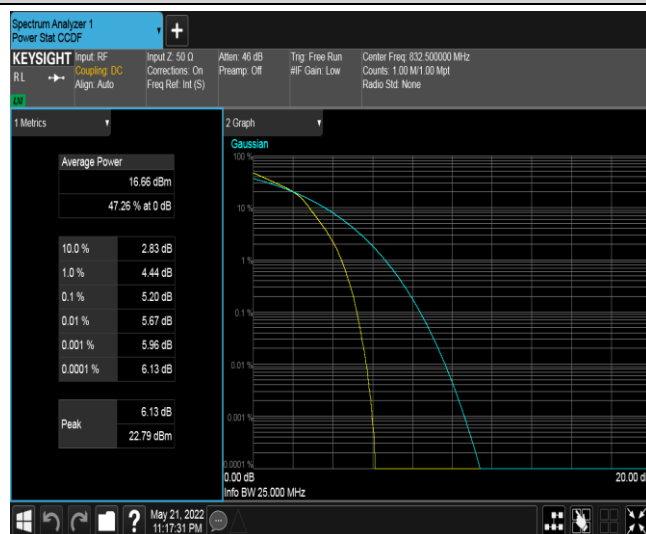 Spectrum Analyzer 1
Power Stat CCDF
KEYSIGHT
RL
LXI
Input: RF
Coupling: DC
Align: Auto
Input Z: 50 Ω
Corrections: On
Freq Ref: Int (S)
Atten: 46 dB
Preamp: Off
Trig: Free Run
#IF Gain: Low
Center Freq: 832.500000 MHz
Counts: 1.00 M/1.00 Mpt
Radio Std: None
1 Metrics
Average Power
16.66 dBm
47.26 % at 0 dB
10.0 % 2.83 dB
1.0 % 4.44 dB
0.1 % 5.20 dB
0.01 % 5.67 dB
0.001 % 5.96 dB
0.0001 % 6.13 dB
Peak
6.13 dB
22.79 dBm
2 Graph
Gaussian
100 %
10 %
1 %
0.1 %
0.01 %
0.001 %
0.0001 %
0.00 dB
20.00 d
Info BW 25.000 MHz
?
May 21, 2022
11:17:31 PM